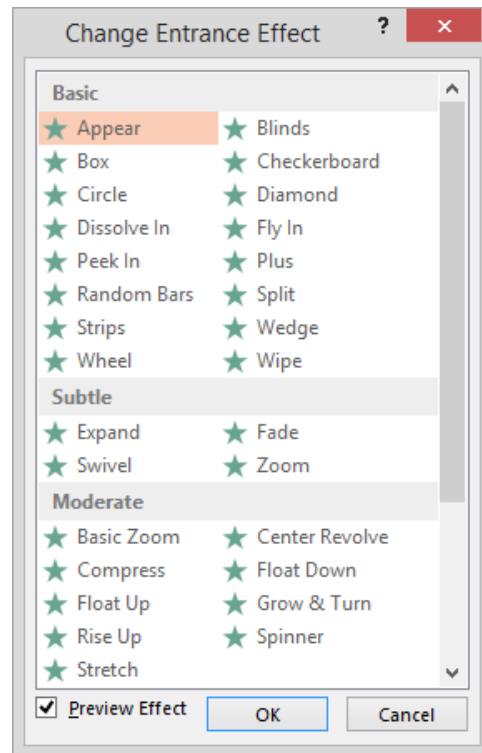 Change Entrance Effect ? ×
Basic
Appear Blinds
Box Checkerboard
Circle Diamond
Dissolve In Fly In
Peek In Plus
Random Bars Split
Strips Wedge
Wheel Wipe
Subtle
Expand Fade
Swivel Zoom
Moderate
Basic Zoom Center Revolve
Compress Float Down
Float Up Grow & Turn
Rise Up Spinner
Stretch
Preview Effect OK Cancel